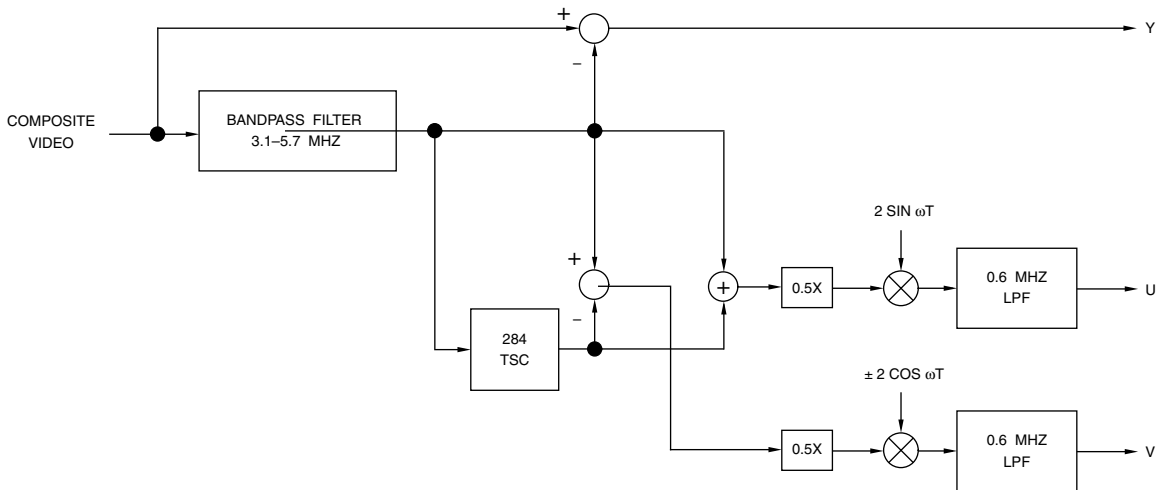 +
Y
−
COMPOSITE
VIDEO
BANDPASS FILTER
3.1–5.7 MHZ
2 SIN ωT
+
+
0.5X
0.6 MHZ
LPF
U
−
284
TSC
± 2 COS ωT
0.5X
0.6 MHZ
LPF
V